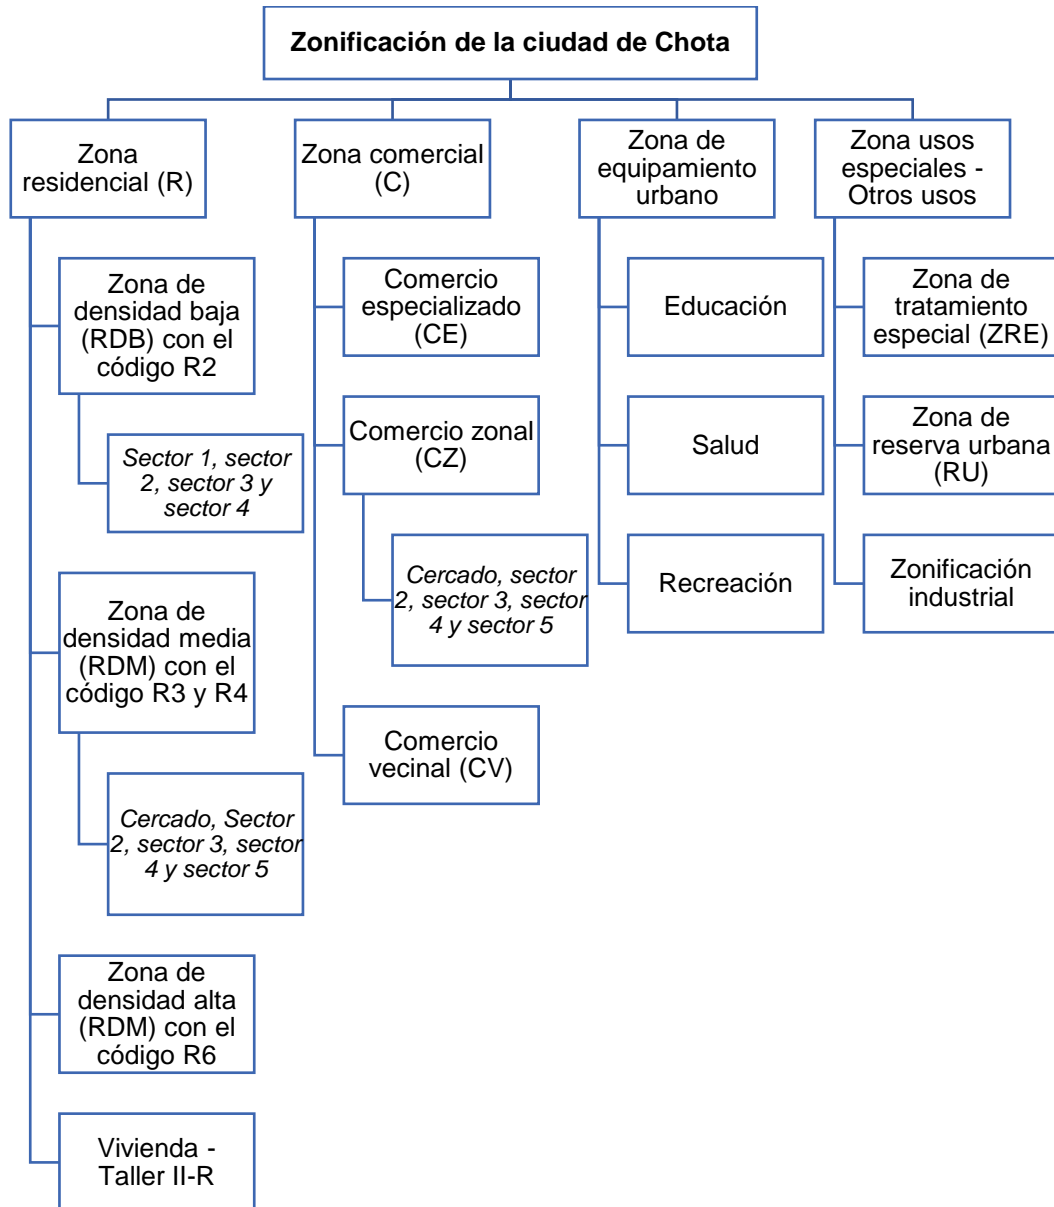 Zonificación de la ciudad de Chota
Zona
residencial (R)
Zona de
densidad baja
(RDB) con el
código R2
Sector 1, sector
2, sector 3 y
sector 4
Zona de
densidad media
(RDM) con el
código R3 y R4
Cercado, Sector
2, sector 3, sector
4 y sector 5
Zona de
densidad alta
(RDM) con el
código R6
Vivienda -
Taller II-R
Zona comercial
(C)
Comercio
especializado
(CE)
Comercio zonal
(CZ)
Cercado, sector
2, sector 3, sector
4 y sector 5
Comercio
vecinal (CV)
Zona de
equipamiento
urbano
Educación
Salud
Recreación
Zona usos
especiales -
Otros usos
Zona de
tratamiento
especial (ZRE)
Zona de
reserva urbana
(RU)
Zonificación
industrial